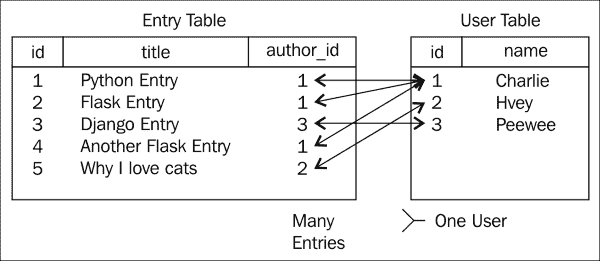 Entry Table User Table
id title author_id id name
1 Python Entry 1 1 Charlie
2 Flask Entry 1 2 Hvey
3 Django Entry 3 3 Peewee
4 Another Flask Entry 1
5 Why I love cats 2
Many One User
Entries